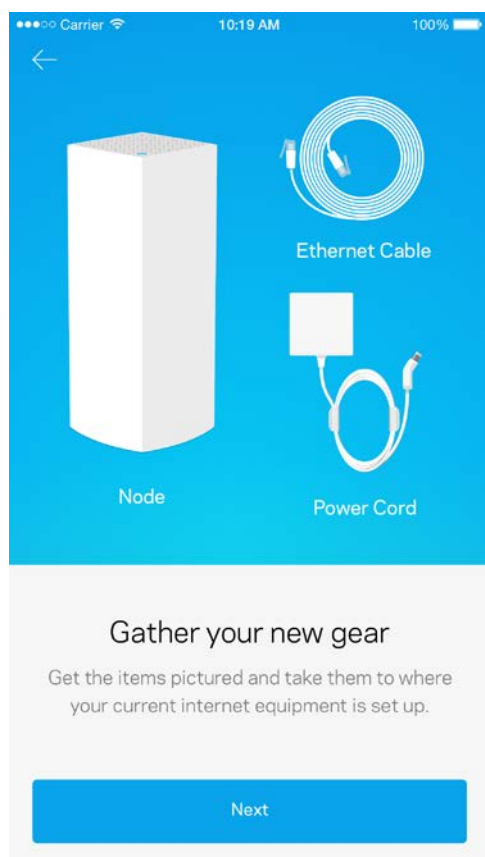 Carrier 10:19 AM 100%
Ethernet Cable
Node
Power Cord
Gather your new gear
Get the items pictured and take them to where
your current internet equipment is set up.
Next